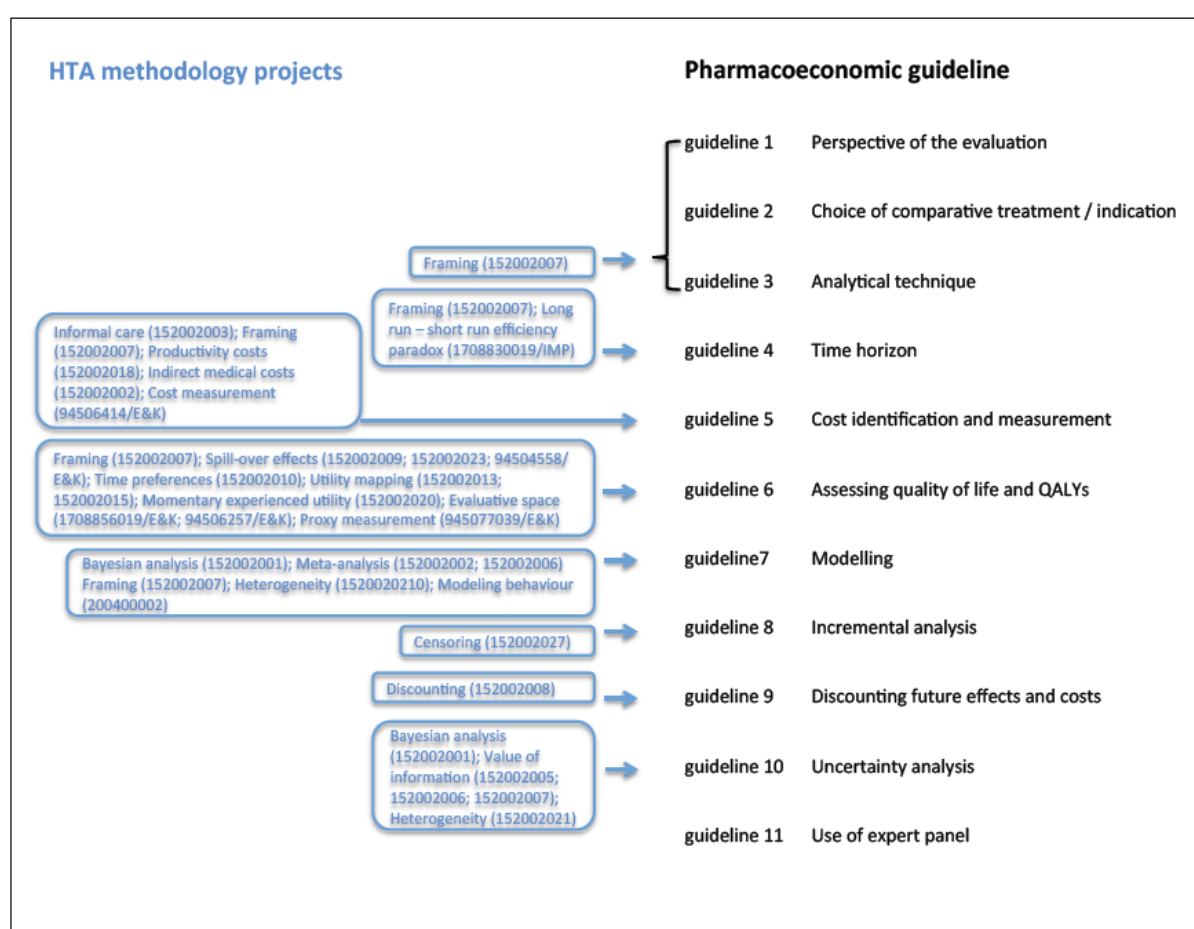 HTA methodology projects
Pharmacoeconomic guideline
guideline 1 Perspective of the evaluation
guideline 2 Choice of comparative treatment / indication
Framing (152002007)
guideline 3 Analytical technique
Framing (152002007); Long
run – short run efficiency
paradox (1708830019/IMP)
guideline 4 Time horizon
Informal care (152002003); Framing
(152002007); Productivity costs
(152002018); Indirect medical costs
(152002002); Cost measurement
(94506414/E&K)
guideline 5 Cost identification and measurement
Framing (152002007); Spill-over effects (152002009; 152002023; 94504558/
E&K); Time preferences (152002010); Utility mapping (152002013;
152002015); Momentary experienced utility (152002020); Evaluative space
(1708856019/E&K; 94506257/E&K); Proxy measurement (945077039/E&K)
guideline 6 Assessing quality of life and QALYs
Bayesian analysis (152002001); Meta-analysis (152002002; 152002006)
Framing (152002007); Heterogeneity (1520020210); Modeling behaviour
(200400002)
guideline7 Modelling
Censoring (152002027)
guideline 8 Incremental analysis
Discounting (152002008)
guideline 9 Discounting future effects and costs
Bayesian analysis
(152002001); Value of
information (152002005;
152002006; 152002007);
Heterogeneity (152002021)
guideline 10 Uncertainty analysis
guideline 11 Use of expert panel